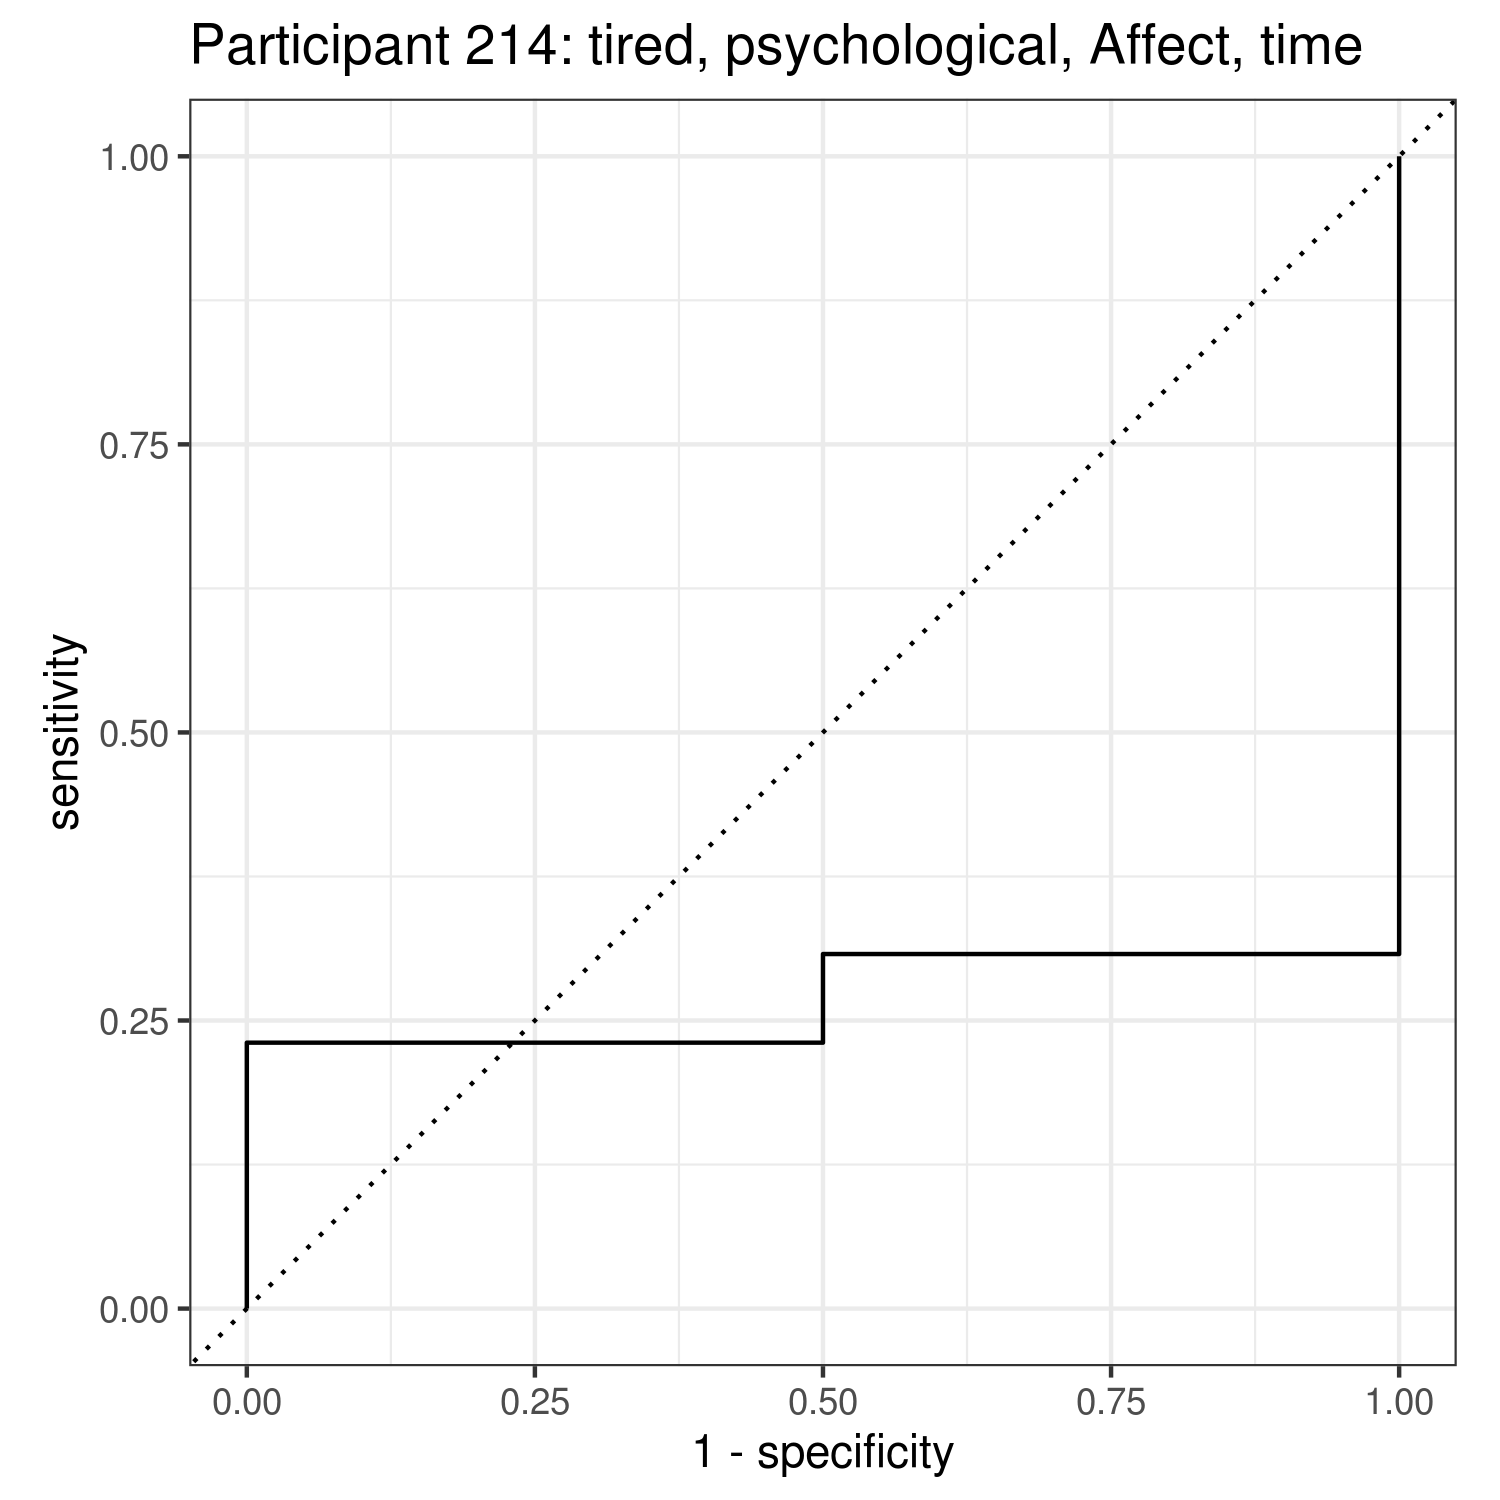 Participant 214: tired, psychological, Affect, time
1.00
0.75
0.50
0.25
0.00
sensitivity
0.00 0.25 0.50 0.75 1.00
1 - specificity